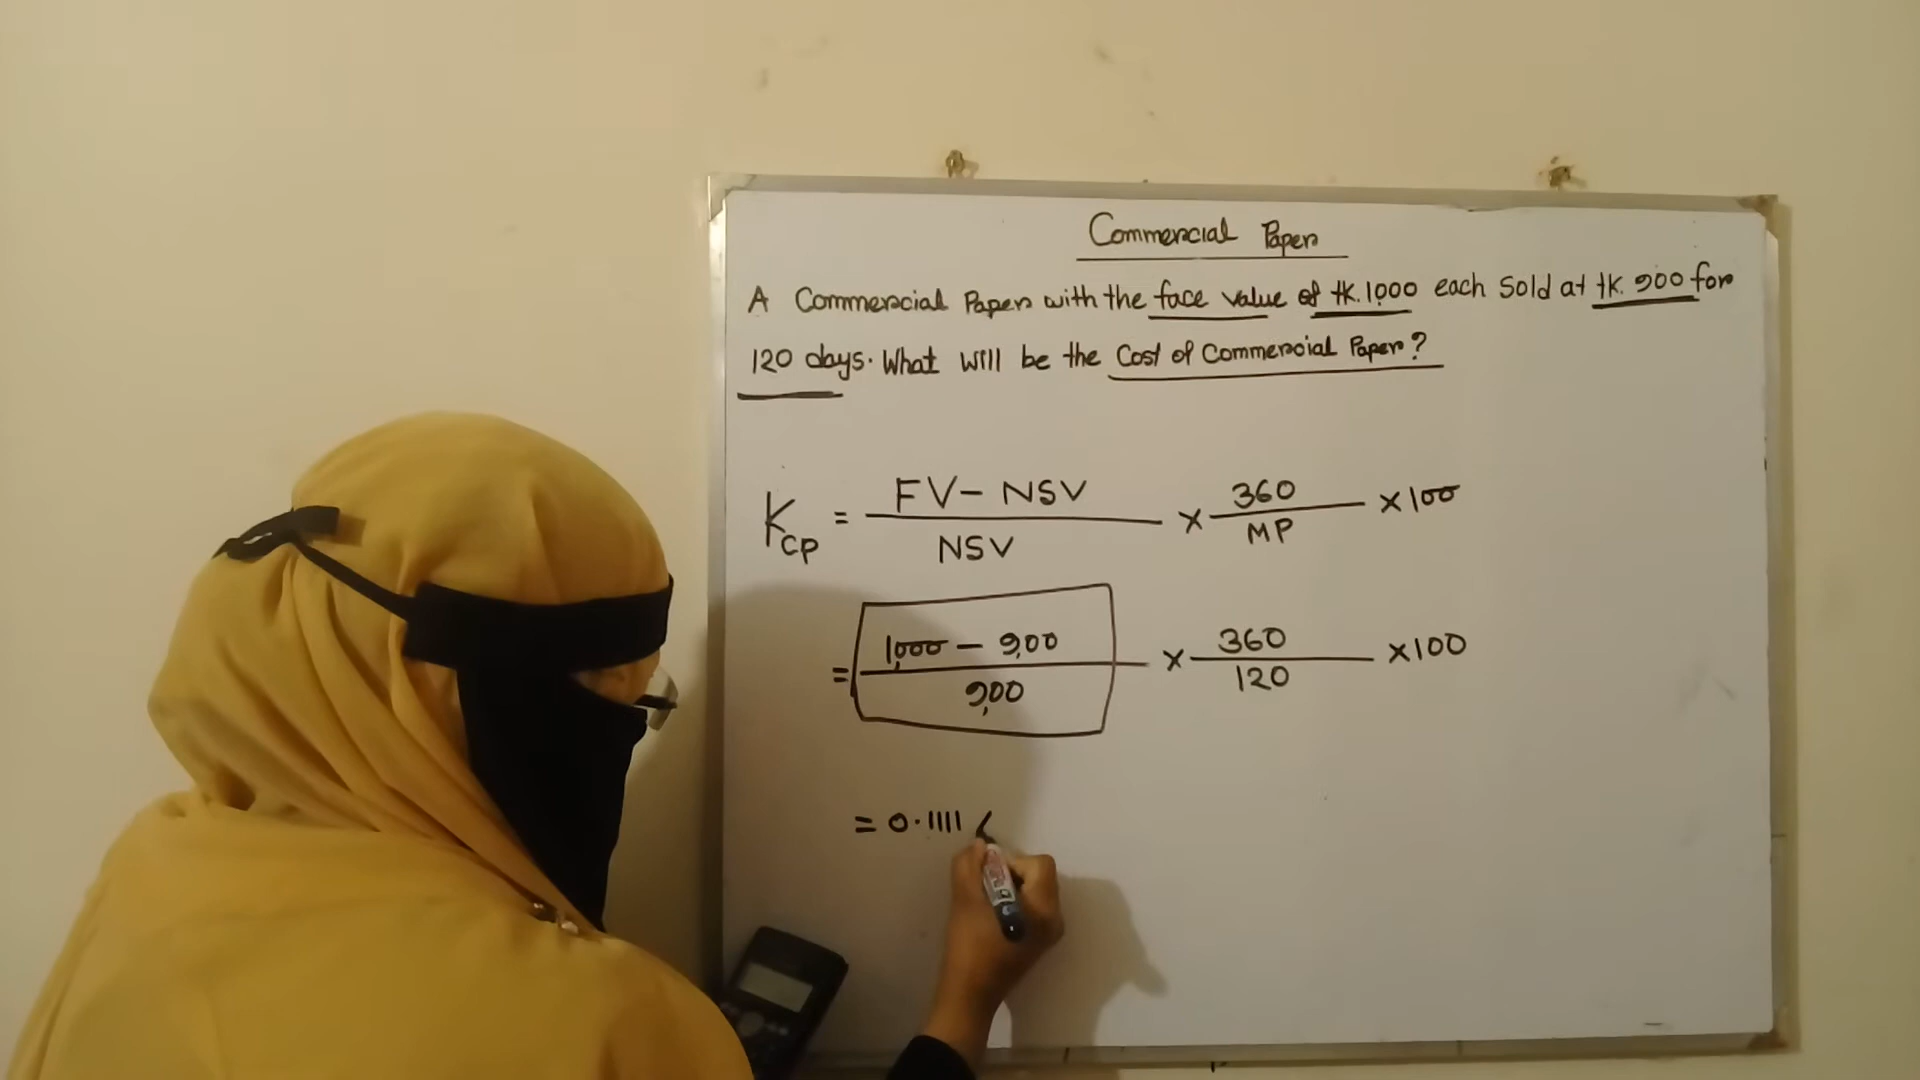 Commercial Paper
A Commercial Paper with the face value of tk.1000 each Sold at tk. 900 for
120 days. What will be the Cost of Commercial Paper?
FV - NSV
360
K_CP = ————— × ——— × 100
NSV
MP
1,000 - 9,00
360
= ————— × ——— × 100
9,00
120
= 0.1111